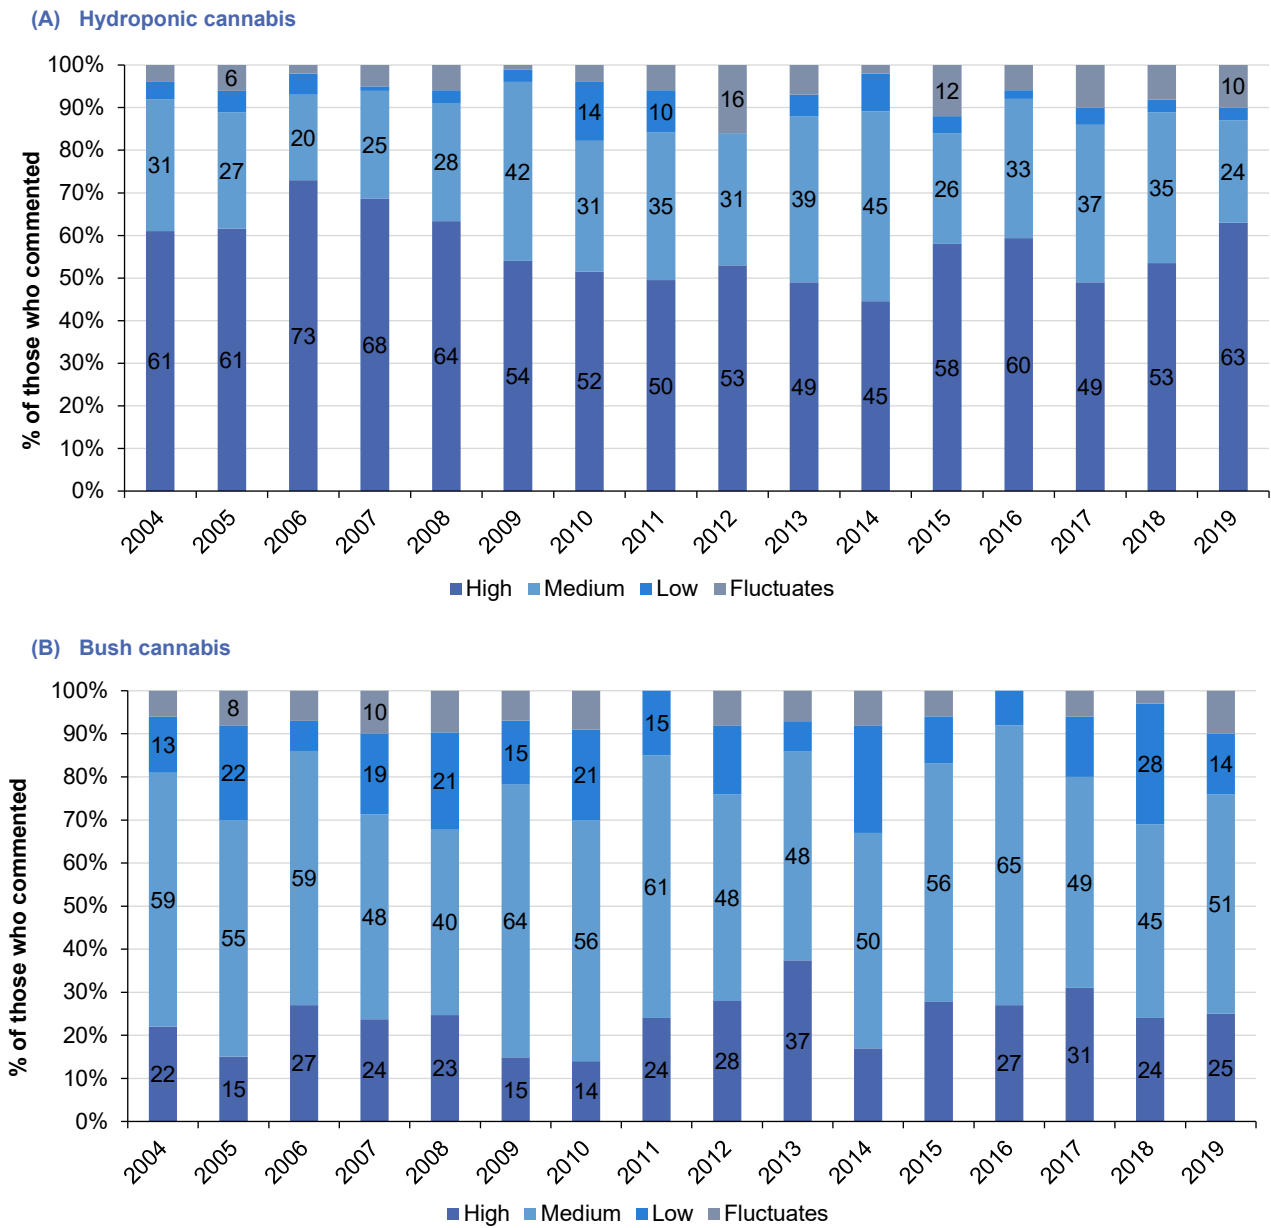 (A) Hydroponic cannabis
% of those who commented
100%
90%
80%
70%
60%
50%
40%
30%
20%
10%
0%
6 14 10 16 12 10
31 27 20 25 28 42 31 35 31 39 45 26 33 37 35 24
61 61 73 68 64 54 52 50 53 49 45 58 60 49 53 63
2004 2005 2006 2007 2008 2009 2010 2011 2012 2013 2014 2015 2016 2017 2018 2019
High Medium Low Fluctuates
(B) Bush cannabis
% of those who commented
100%
90%
80%
70%
60%
50%
40%
30%
20%
10%
0%
8 10
13 22 19 21 15 21 15 28 14
59 55 59 48 40 64 56 61 48 48 50 56 65 49 45 51
22 15 27 24 23 15 14 24 28 37 27 31 24 25
2004 2005 2006 2007 2008 2009 2010 2011 2012 2013 2014 2015 2016 2017 2018 2019
High Medium Low Fluctuates